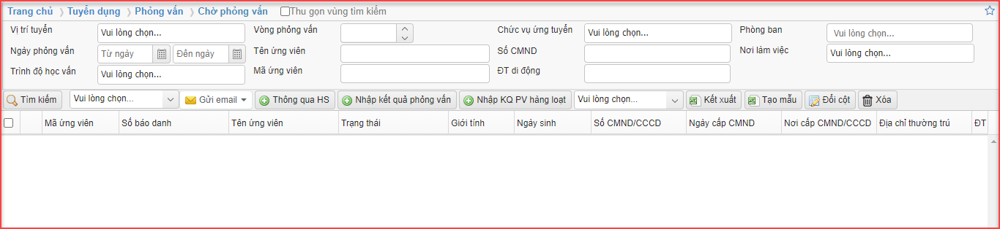 Trang chủ Tuyển dụng Phỏng vấn Chờ phỏng vấn Thu gọn vùng tìm kiếm
Vị trí tuyển Vui lòng chọn... Vòng phỏng vấn Chức vụ ứng tuyển Vui lòng chọn... Phòng ban Vui lòng chọn...
Ngày phỏng vấn Từ ngày Đến ngày Tên ứng viên Số CMND Nơi làm việc Vui lòng chọn...
Trình độ học vấn Vui lòng chọn... Mã ứng viên ĐT di động
Tìm kiếm Vui lòng chọn... Gửi email Thông qua HS Nhập kết quả phỏng vấn Nhập KQ PV hàng loạt Vui lòng chọn... Kết xuất Tạo mẫu Đổi cột Xóa
Mã ứng viên Số báo danh Tên ứng viên Trạng thái Giới tính Ngày sinh Số CMND/CCCD Ngày cấp CMND Nơi cấp CMND/CCCD Địa chỉ thường trú ĐT